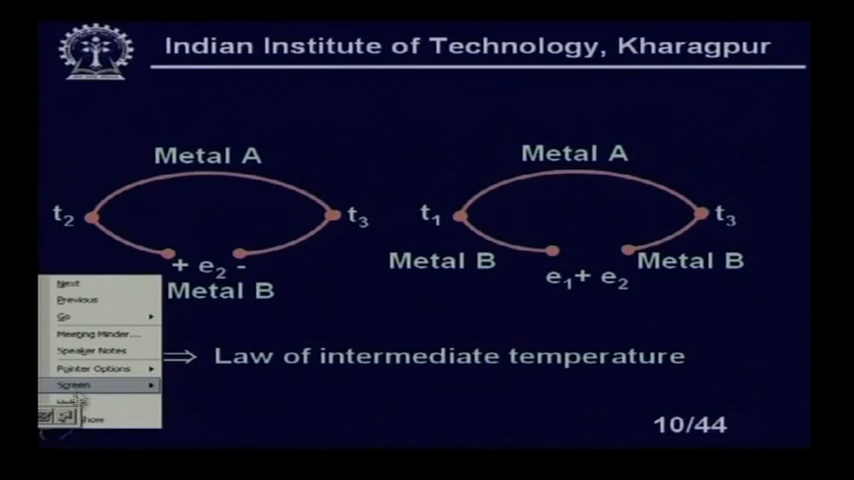 Indian Institute of Technology, Kharagpur
Metal A
Metal A
t2
t3
t1
t3
+ e2 -
Metal B
Metal B
e1+ e2
Metal B
Next
Previous
Go
Meeting Minder...
Speaker Notes
Pointer Options
Screen
⇒ Law of intermediate temperature
10/44